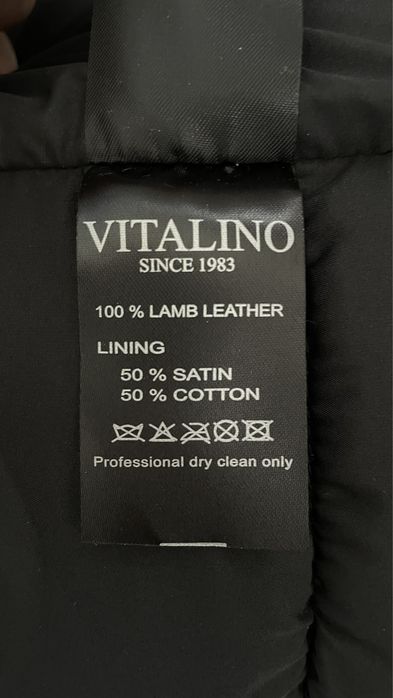 VITALINO
SINCE 1983
100 % LAMB LEATHER
LINING
50 % SATIN
50 % COTTON
Professional dry clean only